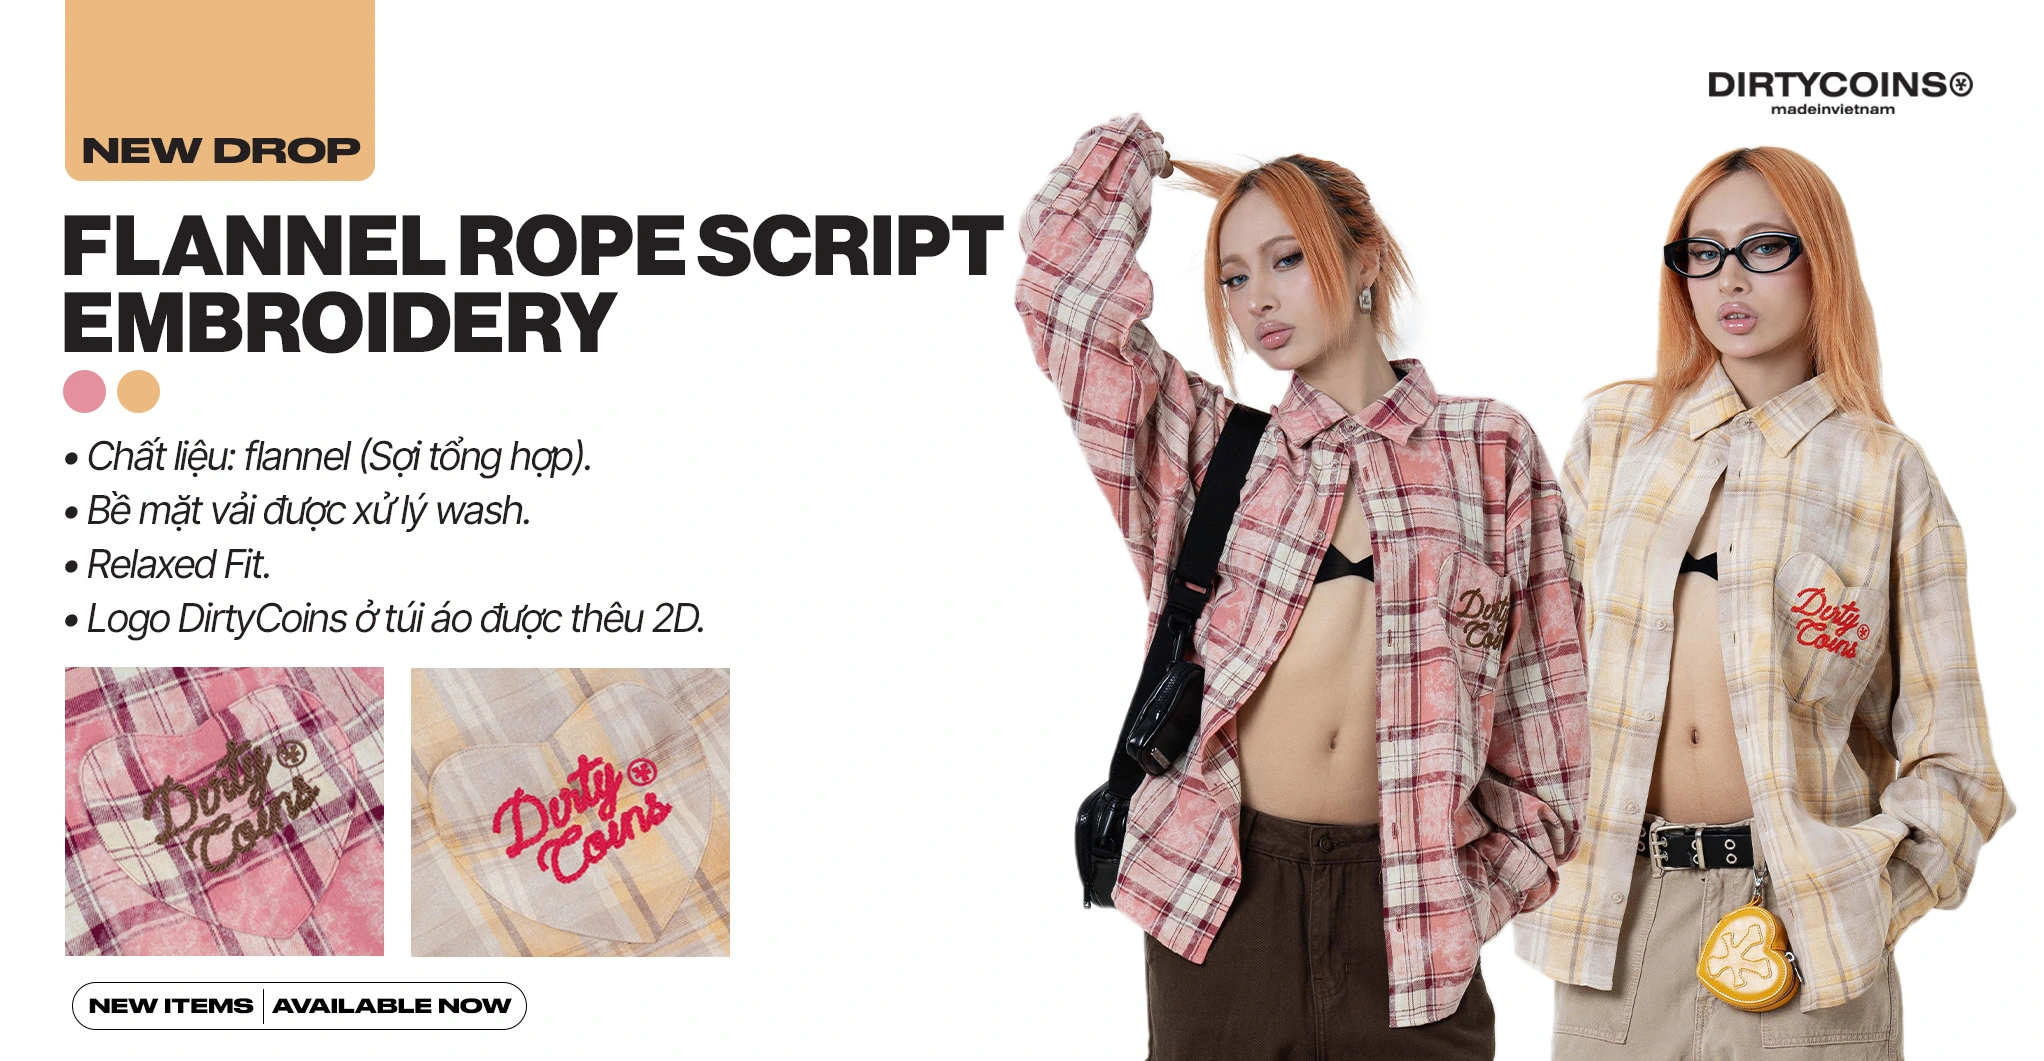 NEW DROP
DIRTYCOINS
madeinvietnam
FLANNEL ROPE SCRIPT
EMBROIDERY
• Chất liệu: flannel (Sợi tổng hợp).
• Bề mặt vải được xử lý wash.
• Relaxed Fit.
• Logo DirtyCoins ở túi áo được thêu 2D.
Dirty
Coins
Dirty
Coins
Dirty
Coins
Dirty
Coins
NEW ITEMS | AVAILABLE NOW